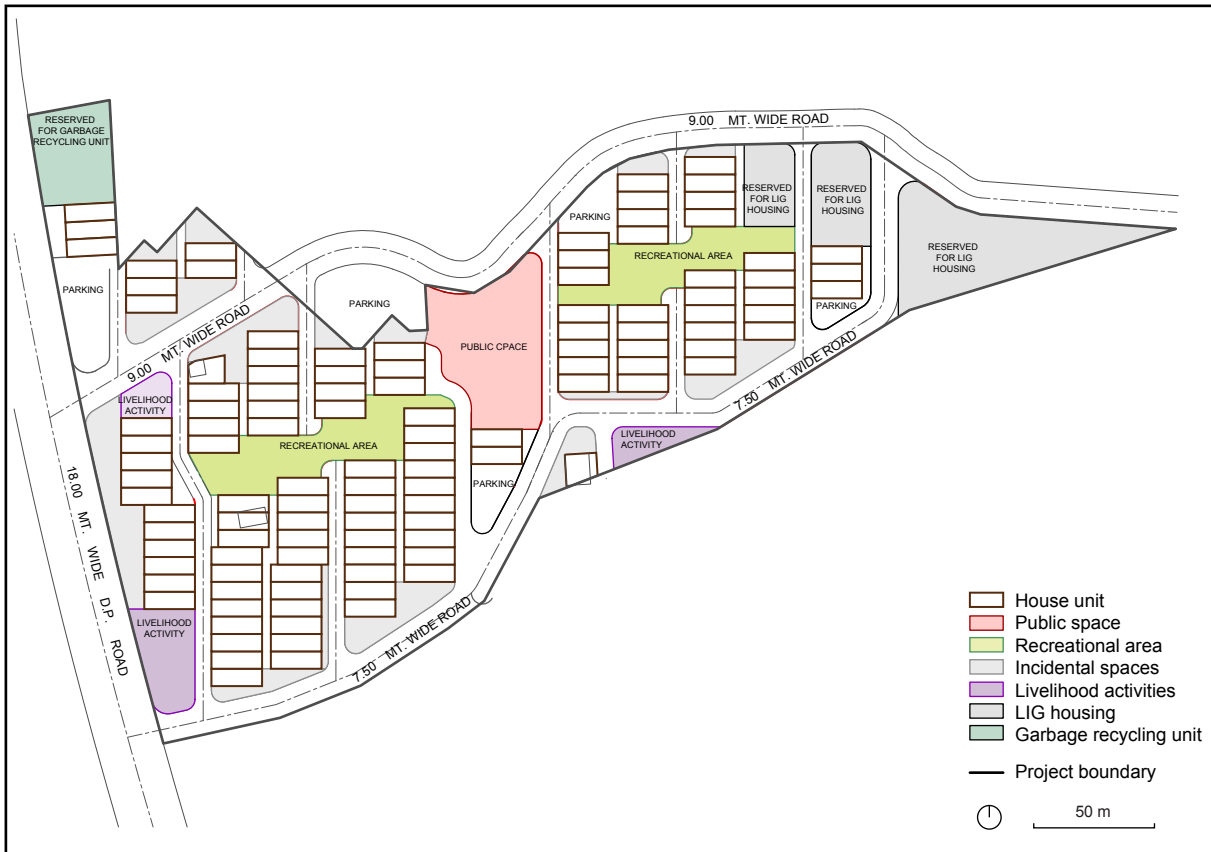 RESERVED
FOR GARBAGE
RECYCLING UNIT
9.00 MT. WIDE ROAD
RESERVED
FOR LIG
HOUSING
RESERVED
FOR LIG
HOUSING
PARKING
RECREATIONAL AREA
RESERVED
FOR LIG
HOUSING
PARKING
PARKING
PARKING
9.00 MT. WIDE ROAD
PUBLIC CPACE
7.50 MT. WIDE ROAD
LIVELIHOOD
ACTIVITY
RECREATIONAL AREA
LIVELIHOOD
ACTIVITY
PARKING
18.00 MT. WIDE D.P. ROAD
LIVELIHOOD
ACTIVITY
7.50 MT. WIDE ROAD
House unit
Public space
Recreational area
Incidental spaces
Livelihood activities
LIG housing
Garbage recycling unit
Project boundary
50 m